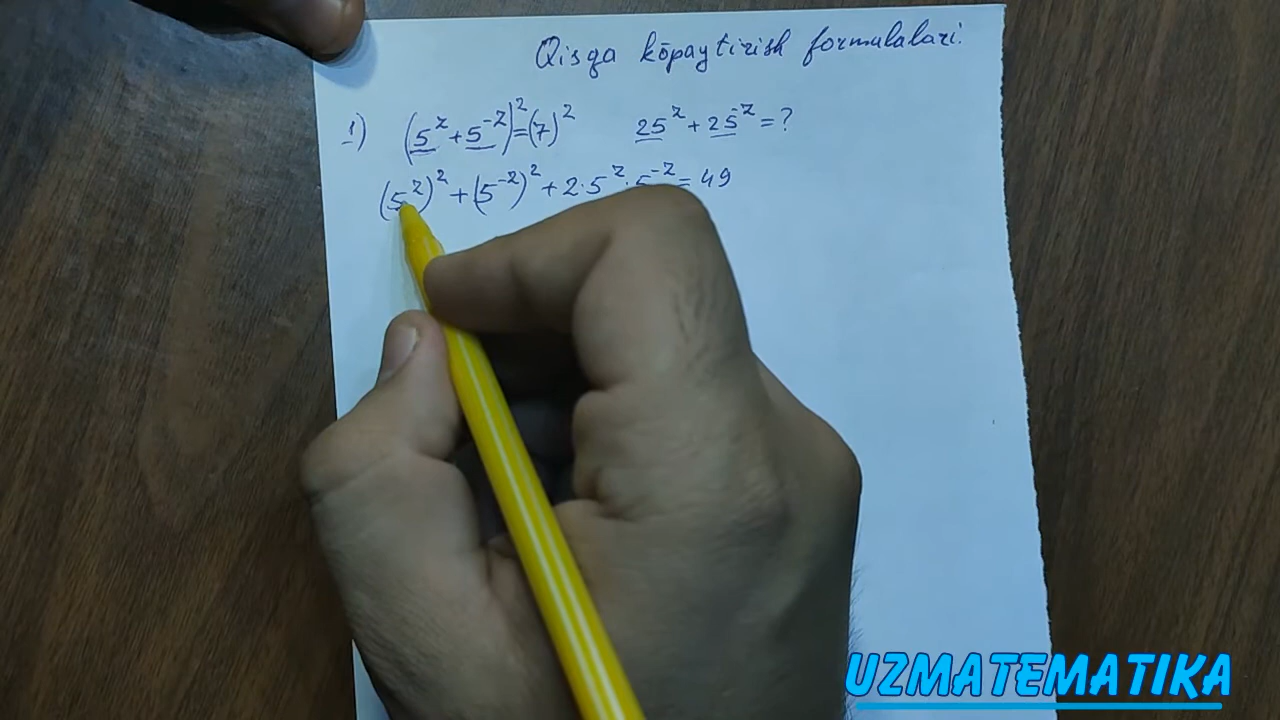 Qisqa kōpaytirish formulalari.
1) (5^z + 5^-z)^2 = (7)^2 25^z + 25^-z = ?
(5^z)^2 + (5^-z)^2 + 2·5^z·5^-z = 49
UZMATEMATIKA